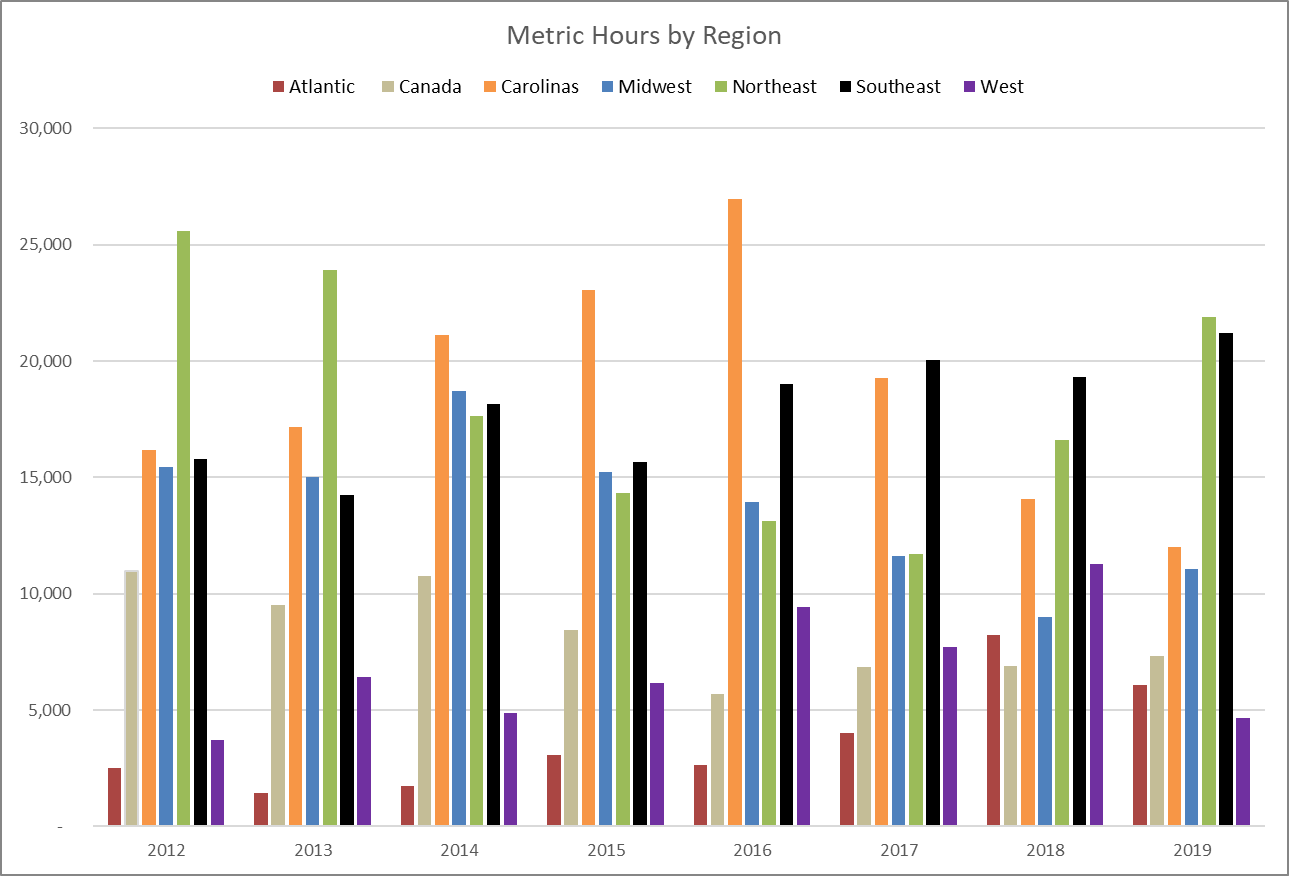 Metric Hours by Region
Atlantic Canada Carolinas Midwest Northeast Southeast West
30,000
25,000
20,000
15,000
10,000
5,000
-
2012 2013 2014 2015 2016 2017 2018 2019